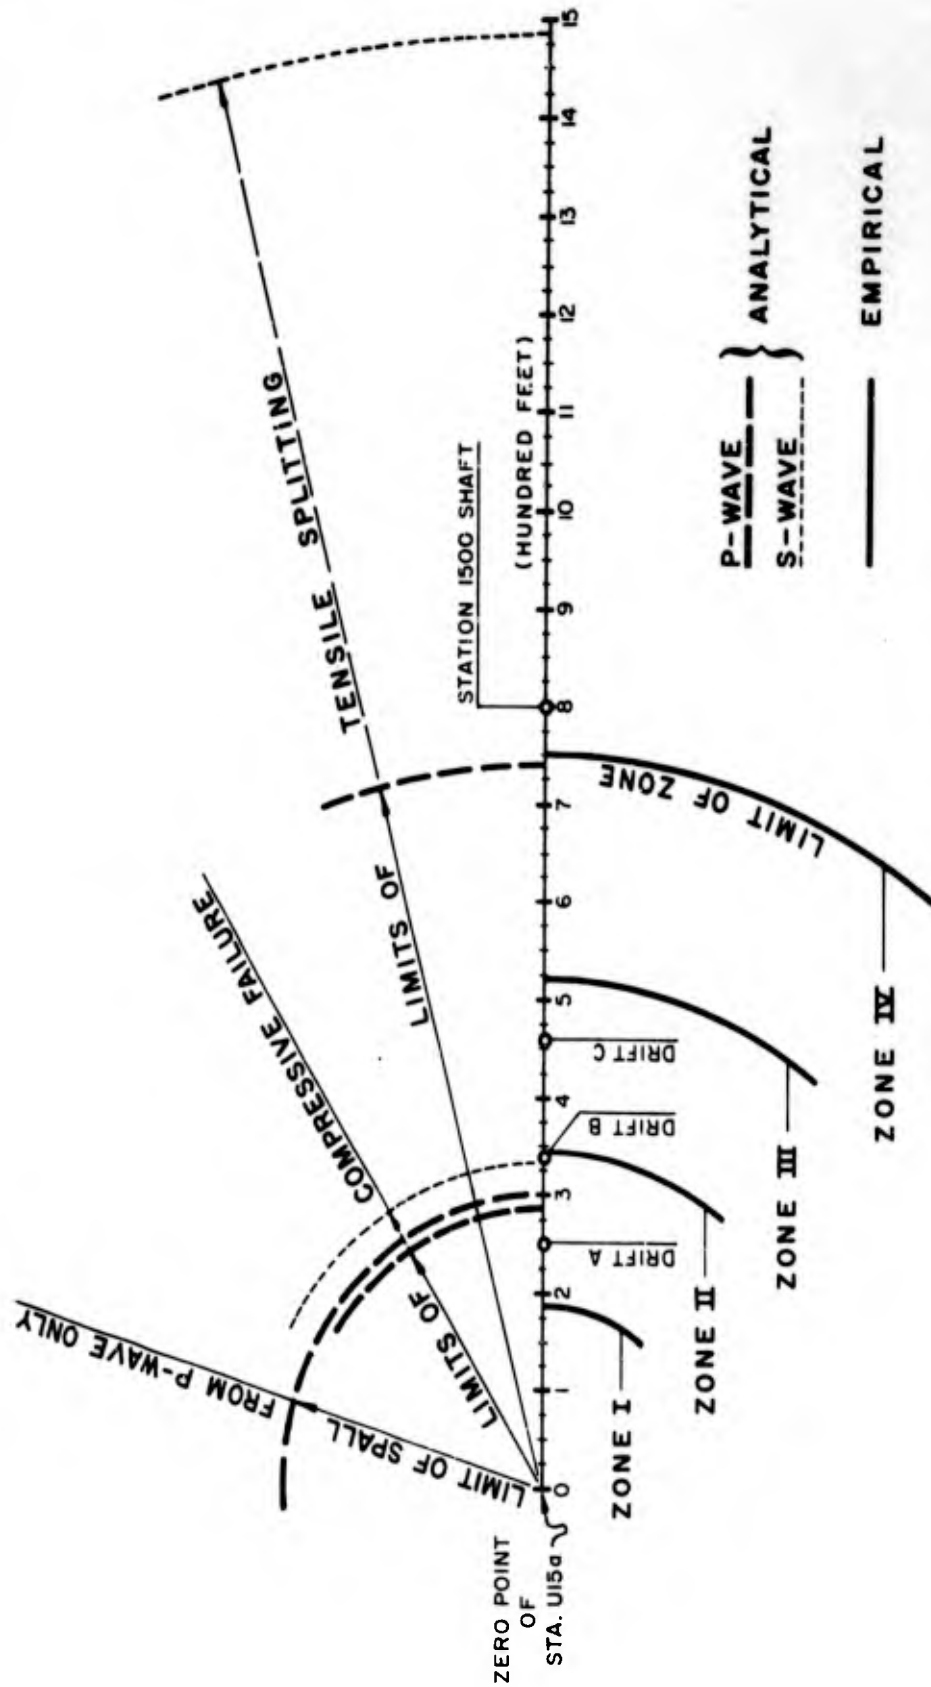 LIMIT OF SPALL FROM P-WAVE ONLY
LIMITS OF COMPRESSIVE FAILURE
LIMITS OF TENSILE SPLITTING
STATION 1500 SHAFT
ZERO POINT
OF
STA. U15a
0 1 2 3 4 5 6 7 8 9 10 11 12 13 14 15
(HUNDRED FEET)
DRIFT A
DRIFT B
DRIFT C
LIMIT OF ZONE
ZONE I
ZONE II
ZONE III
ZONE IV
P-WAVE
S-WAVE
ANALYTICAL
EMPIRICAL